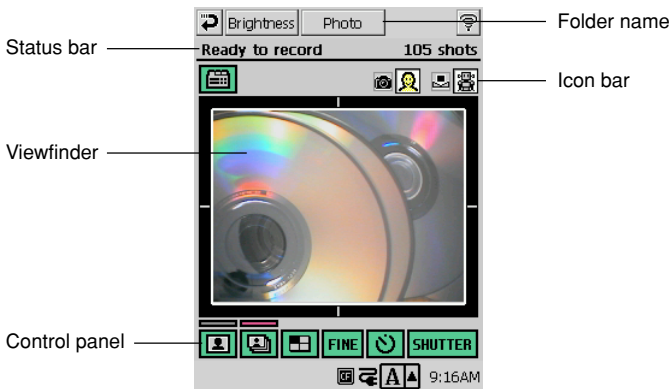 Brightness Photo
Folder name
Status bar
Ready to record 105 shots
Icon bar
Viewfinder
Control panel
FINE SHUTTER
CF A 9:16AM